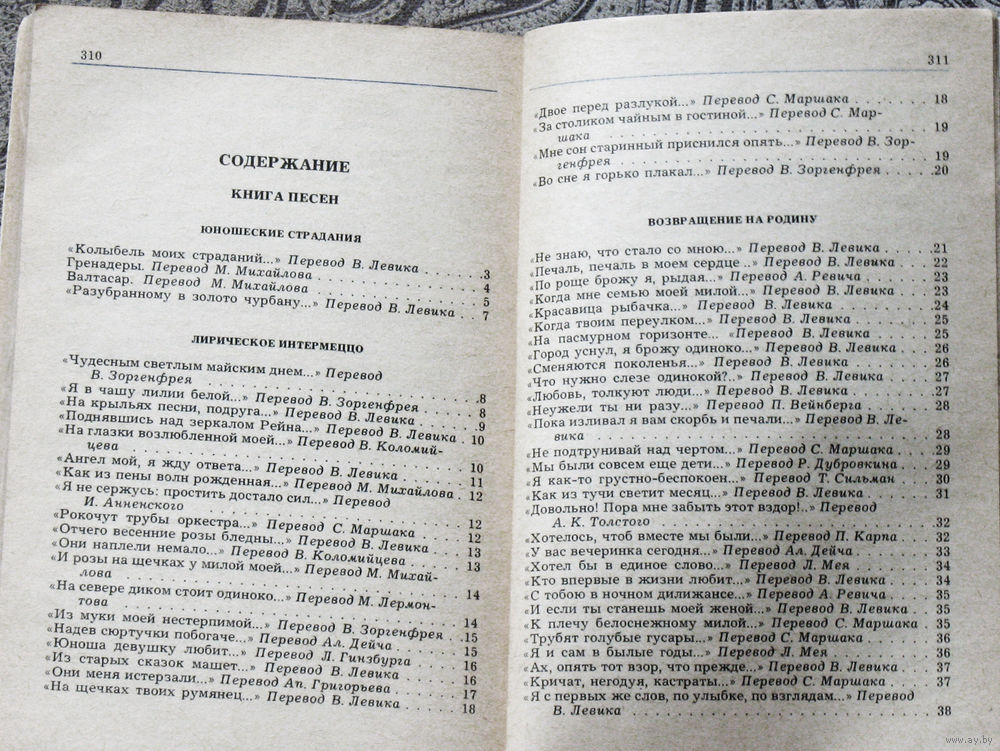 310
СОДЕРЖАНИЕ
КНИГА ПЕСЕН
ЮНОШЕСКИЕ СТРАДАНИЯ
«Колыбель моих страданий...» Перевод В. Левика . . . . . .3
Гренадеры. Перевод М. Михайлова . . . . . . . . . . 4
Валтасар. Перевод М. Михайлова . . . . . . . . . . 5
«Разубранному в золото чурбану...» Перевод В. Левика . . 7
ЛИРИЧЕСКОЕ ИНТЕРМЕЦЦО
«Чудесным светлым майским днем...» Перевод
В. Зоргенфрея . . . . . . . . . . . . . . . .8
«Я в чашу лилии белой...» Перевод В. Зоргенфрея . . . . 8
«На крыльях песни, подруга...» Перевод В. Левика . . . .9
«Поднявшись над зеркалом Рейна...» Перевод В. Левика . 10
«На глазки возлюбленной моей...» Перевод В. Коломий-
цева . . . . . . . . . . . . . . . . . . 10
«Ангел мой, я жду ответа...» Перевод В. Левика . . . . 11
«Как из пены волн рожденная...» Перевод М. Михайлова . 12
«Я не сержусь: простить достало сил...» Перевод
И. Анненского . . . . . . . . . . . . . . . 12
«Рокочут трубы оркестра...» Перевод С. Маршака . . . . 12
«Отчего весенние розы бледны...» Перевод В. Левика . . . 13
«Они наплели немало...» Перевод В. Коломийцева . . . . 13
«И розы на щечках у милой моей...» Перевод М. Михай-
лова . . . . . . . . . . . . . . . . . . 14
«На севере диком стоит одиноко...» Перевод М. Лермон-
това . . . . . . . . . . . . . . . . . . 14
«Из муки моей нестерпимой...» Перевод В. Зоргенфрея . .15
«Надев сюртучки побогаче...» Перевод Ал. Дейча . . . . 15
«Юноша девушку любит...» Перевод Л. Гинзбурга . . . . 16
«Из старых сказок машет...» Перевод В. Левика . . . . 16
«Они меня истерзали...» Перевод Ап. Григорьева . . . . 17
«На щечках твоих румянец...» Перевод В. Левика . . . . 18
311
«Двое перед разлукой...» Перевод С. Маршака . . . . . . 18
«За столиком чайным в гостиной...» Перевод С. Мар-
шака . . . . . . . . . . . . . . . . . . 19
«Мне сон старинный приснился опять...» Перевод В. Зор-
генфрея . . . . . . . . . . . . . . . . . 19
«Во сне я горько плакал...» Перевод В. Зоргенфрея . . . .20
ВОЗВРАЩЕНИЕ НА РОДИНУ
«Не знаю, что стало со мною...» Перевод В. Левика . . . . 21
«Печаль, печаль в моем сердце ..» Перевод В. Левика . . . 22
«По роще брожу я, рыдая...» Перевод А. Ревича . . . . 23
«Когда мне семью моей милой...» Перевод В. Левика . . . 23
«Красавица рыбачка...» Перевод В. Левика . . . . . . 24
«Когда твоим переулком...» Перевод В. Левика . . . . 25
«На пасмурном горизонте... «Перевод В. Левика . . . . 25
«Город уснул, я брожу одиноко...» Перевод В. Левика . . . 26
«Сменяются поколенья...» Перевод В. Левика . . . . . 26
«Что нужно слезе одинокой?..» Перевод В. Левика . . . . 27
«Любовь, толкуют люди...» Перевод В. Левика . . . . . 27
«Неужели ты ни разу...» Перевод П. Вейнберга . . . . . 28
«Пока изливал я вам скорбь и печали...» Перевод В. Ле-
вика . . . . . . . . . . . . . . . . . . 28
«Не подтрунивай над чертом...» Перевод С. Маршака . . . 29
«Мы были совсем еще дети...» Перевод Р. Дубровкина . . . 29
«Я как-то грустно-беспокоен...» Перевод Т. Сильман . . . 30
«Как из тучи светит месяц...» Перевод В. Левика . . . . 31
«Довольно! Пора мне забыть этот вздор!..» Перевод
А. К. Толстого . . . . . . . . . . . . . . . 32
«Хотелось, чтоб вместе мы были...» Перевод П. Карпа . . . 32
«У вас вечеринка сегодня...» Перевод Ал. Дейча . . . . 33
«Хотел бы в единое слово...» Перевод Л. Мея . . . . . 34
«Кто впервые в жизни любит...» Перевод В. Левика . . . 34
«С тобою в ночном дилижансе...» Перевод А. Ревича . . . 35
«И если ты станешь моей женой...» Перевод В. Левика . . 35
«К плечу белоснежному милой...» Перевод С. Маршака . . 35
«Трубят голубые гусары...» Перевод С. Маршака . . . . 36
«Я и сам в былые годы...» Перевод Л. Мея . . . . . . 36
«Ах, опять тот взор, что прежде...» Перевод В. Левика . . 37
«Кричат, негодуя, кастраты...» Перевод С. Маршака . . . 37
«Я с первых же слов, по улыбке, по взглядам...» Перевод
В. Левика . . . . . . . . . . . . . . . . 38
www.ay.by